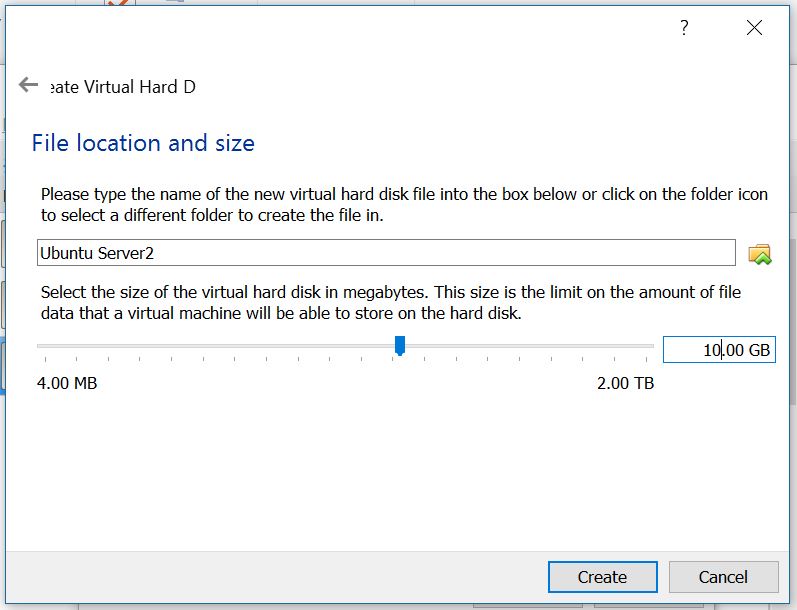 ?
eate Virtual Hard D
File location and size
Please type the name of the new virtual hard disk file into the box below or click on the folder icon
to select a different folder to create the file in.
Ubuntu Server2
Select the size of the virtual hard disk in megabytes. This size is the limit on the amount of file
data that a virtual machine will be able to store on the hard disk.
10.00 GB
4.00 MB 2.00 TB
Create Cancel